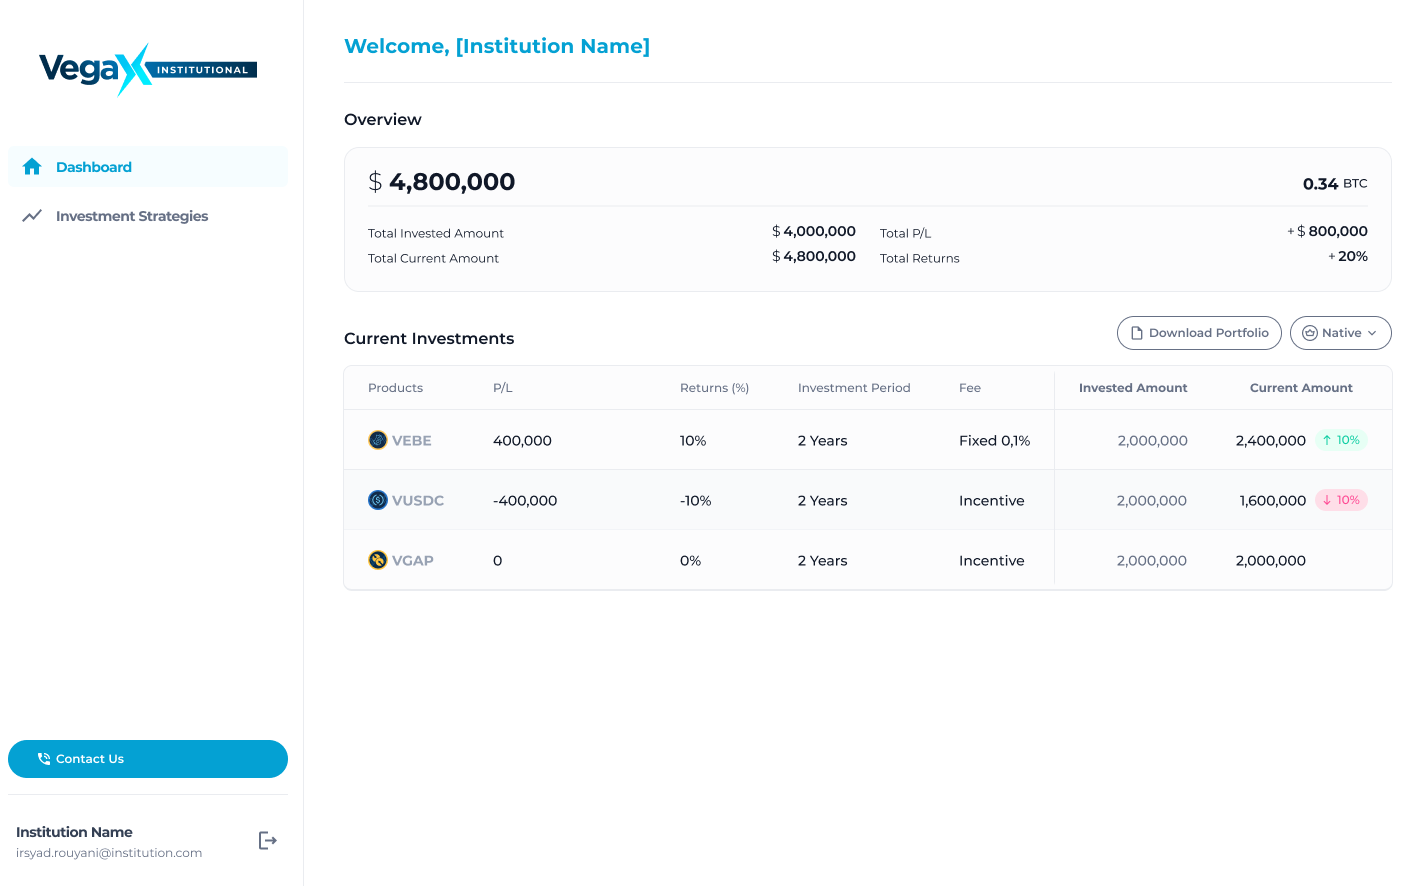 VegaX INSTITUTIONAL
Dashboard
Investment Strategies
Contact Us
Institution Name
irsyad.rouyani@institution.com
Welcome, [Institution Name]
Overview
$ 4,800,000 0.34 BTC
Total Invested Amount $ 4,000,000 Total P/L + $ 800,000
Total Current Amount $ 4,800,000 Total Returns + 20%
Current Investments Download Portfolio Native
Products P/L Returns (%) Investment Period Fee Invested Amount Current Amount
VEBE 400,000 10% 2 Years Fixed 0,1% 2,000,000 2,400,000 ↑ 10%
VUSDC -400,000 -10% 2 Years Incentive 2,000,000 1,600,000 ↓ 10%
VGAP 0 0% 2 Years Incentive 2,000,000 2,000,000